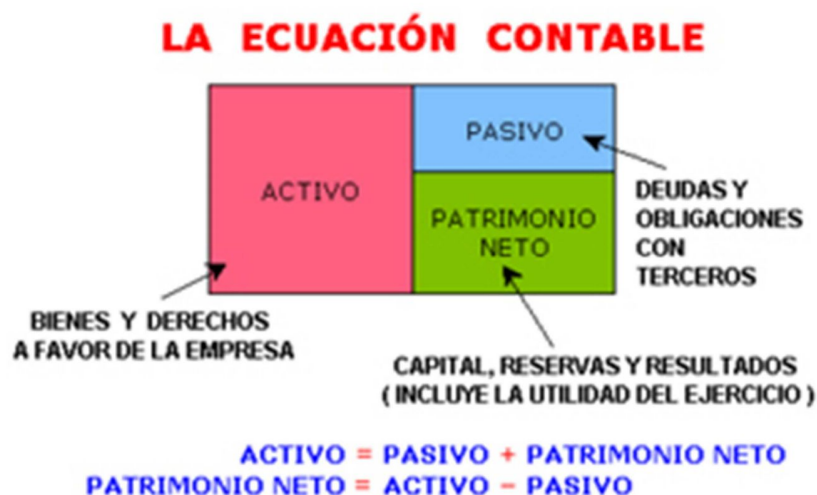 LA ECUACIÓN CONTABLE
ACTIVO
PASIVO
PATRIMONIO
NETO
DEUDAS Y
OBLIGACIONES
CON
TERCEROS
BIENES Y DERECHOS
A FAVOR DE LA EMPRESA
CAPITAL, RESERVAS Y RESULTADOS
( INCLUYE LA UTILIDAD DEL EJERCICIO )
ACTIVO = PASIVO + PATRIMONIO NETO
PATRIMONIO NETO = ACTIVO - PASIVO